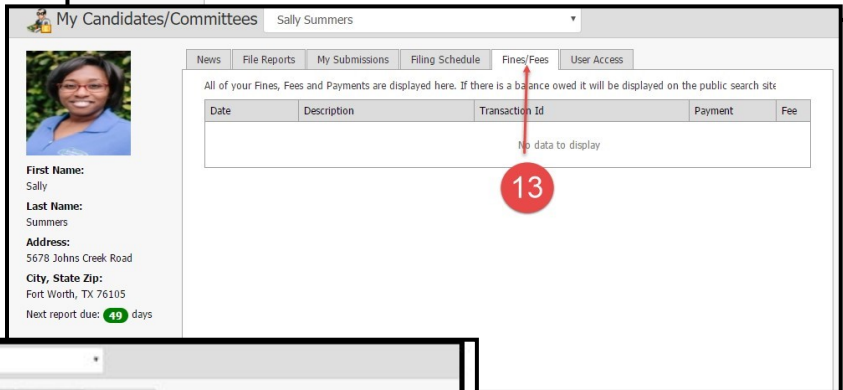 My Candidates/Committees Sally Summers
News File Reports My Submissions Filing Schedule Fines/Fees User Access
All of your Fines, Fees and Payments are displayed here. If there is a balance owed it will be displayed on the public search site
Date Description Transaction Id Payment Fee
No data to display
13
First Name:
Sally
Last Name:
Summers
Address:
5678 Johns Creek Road
City, State Zip:
Fort Worth, TX 76105
Next report due: 49 days